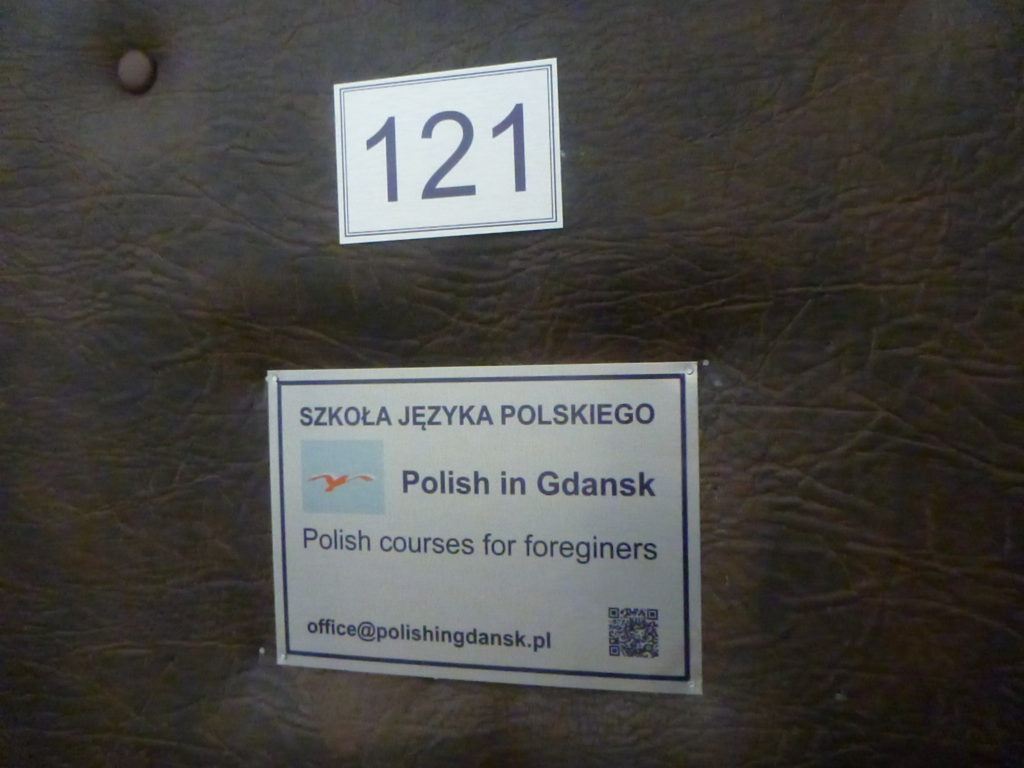 121
SZKOŁA JĘZYKA POLSKIEGO
Polish in Gdansk
Polish courses for foreginers
office@polishingdansk.pl